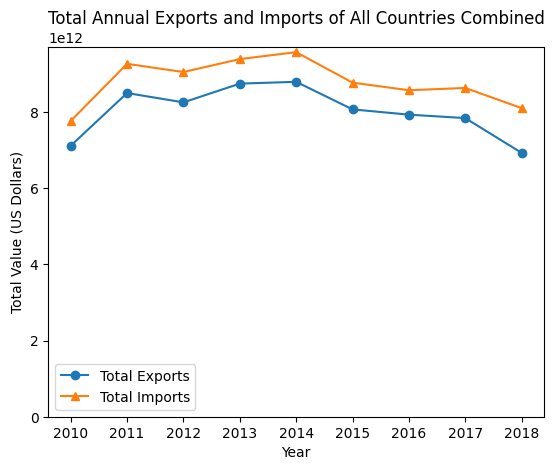 Total Annual Exports and Imports of All Countries Combined
1e12
8
6
4
2
0
Total Value (US Dollars)
Total Exports
Total Imports
2010 2011 2012 2013 2014 2015 2016 2017 2018
Year